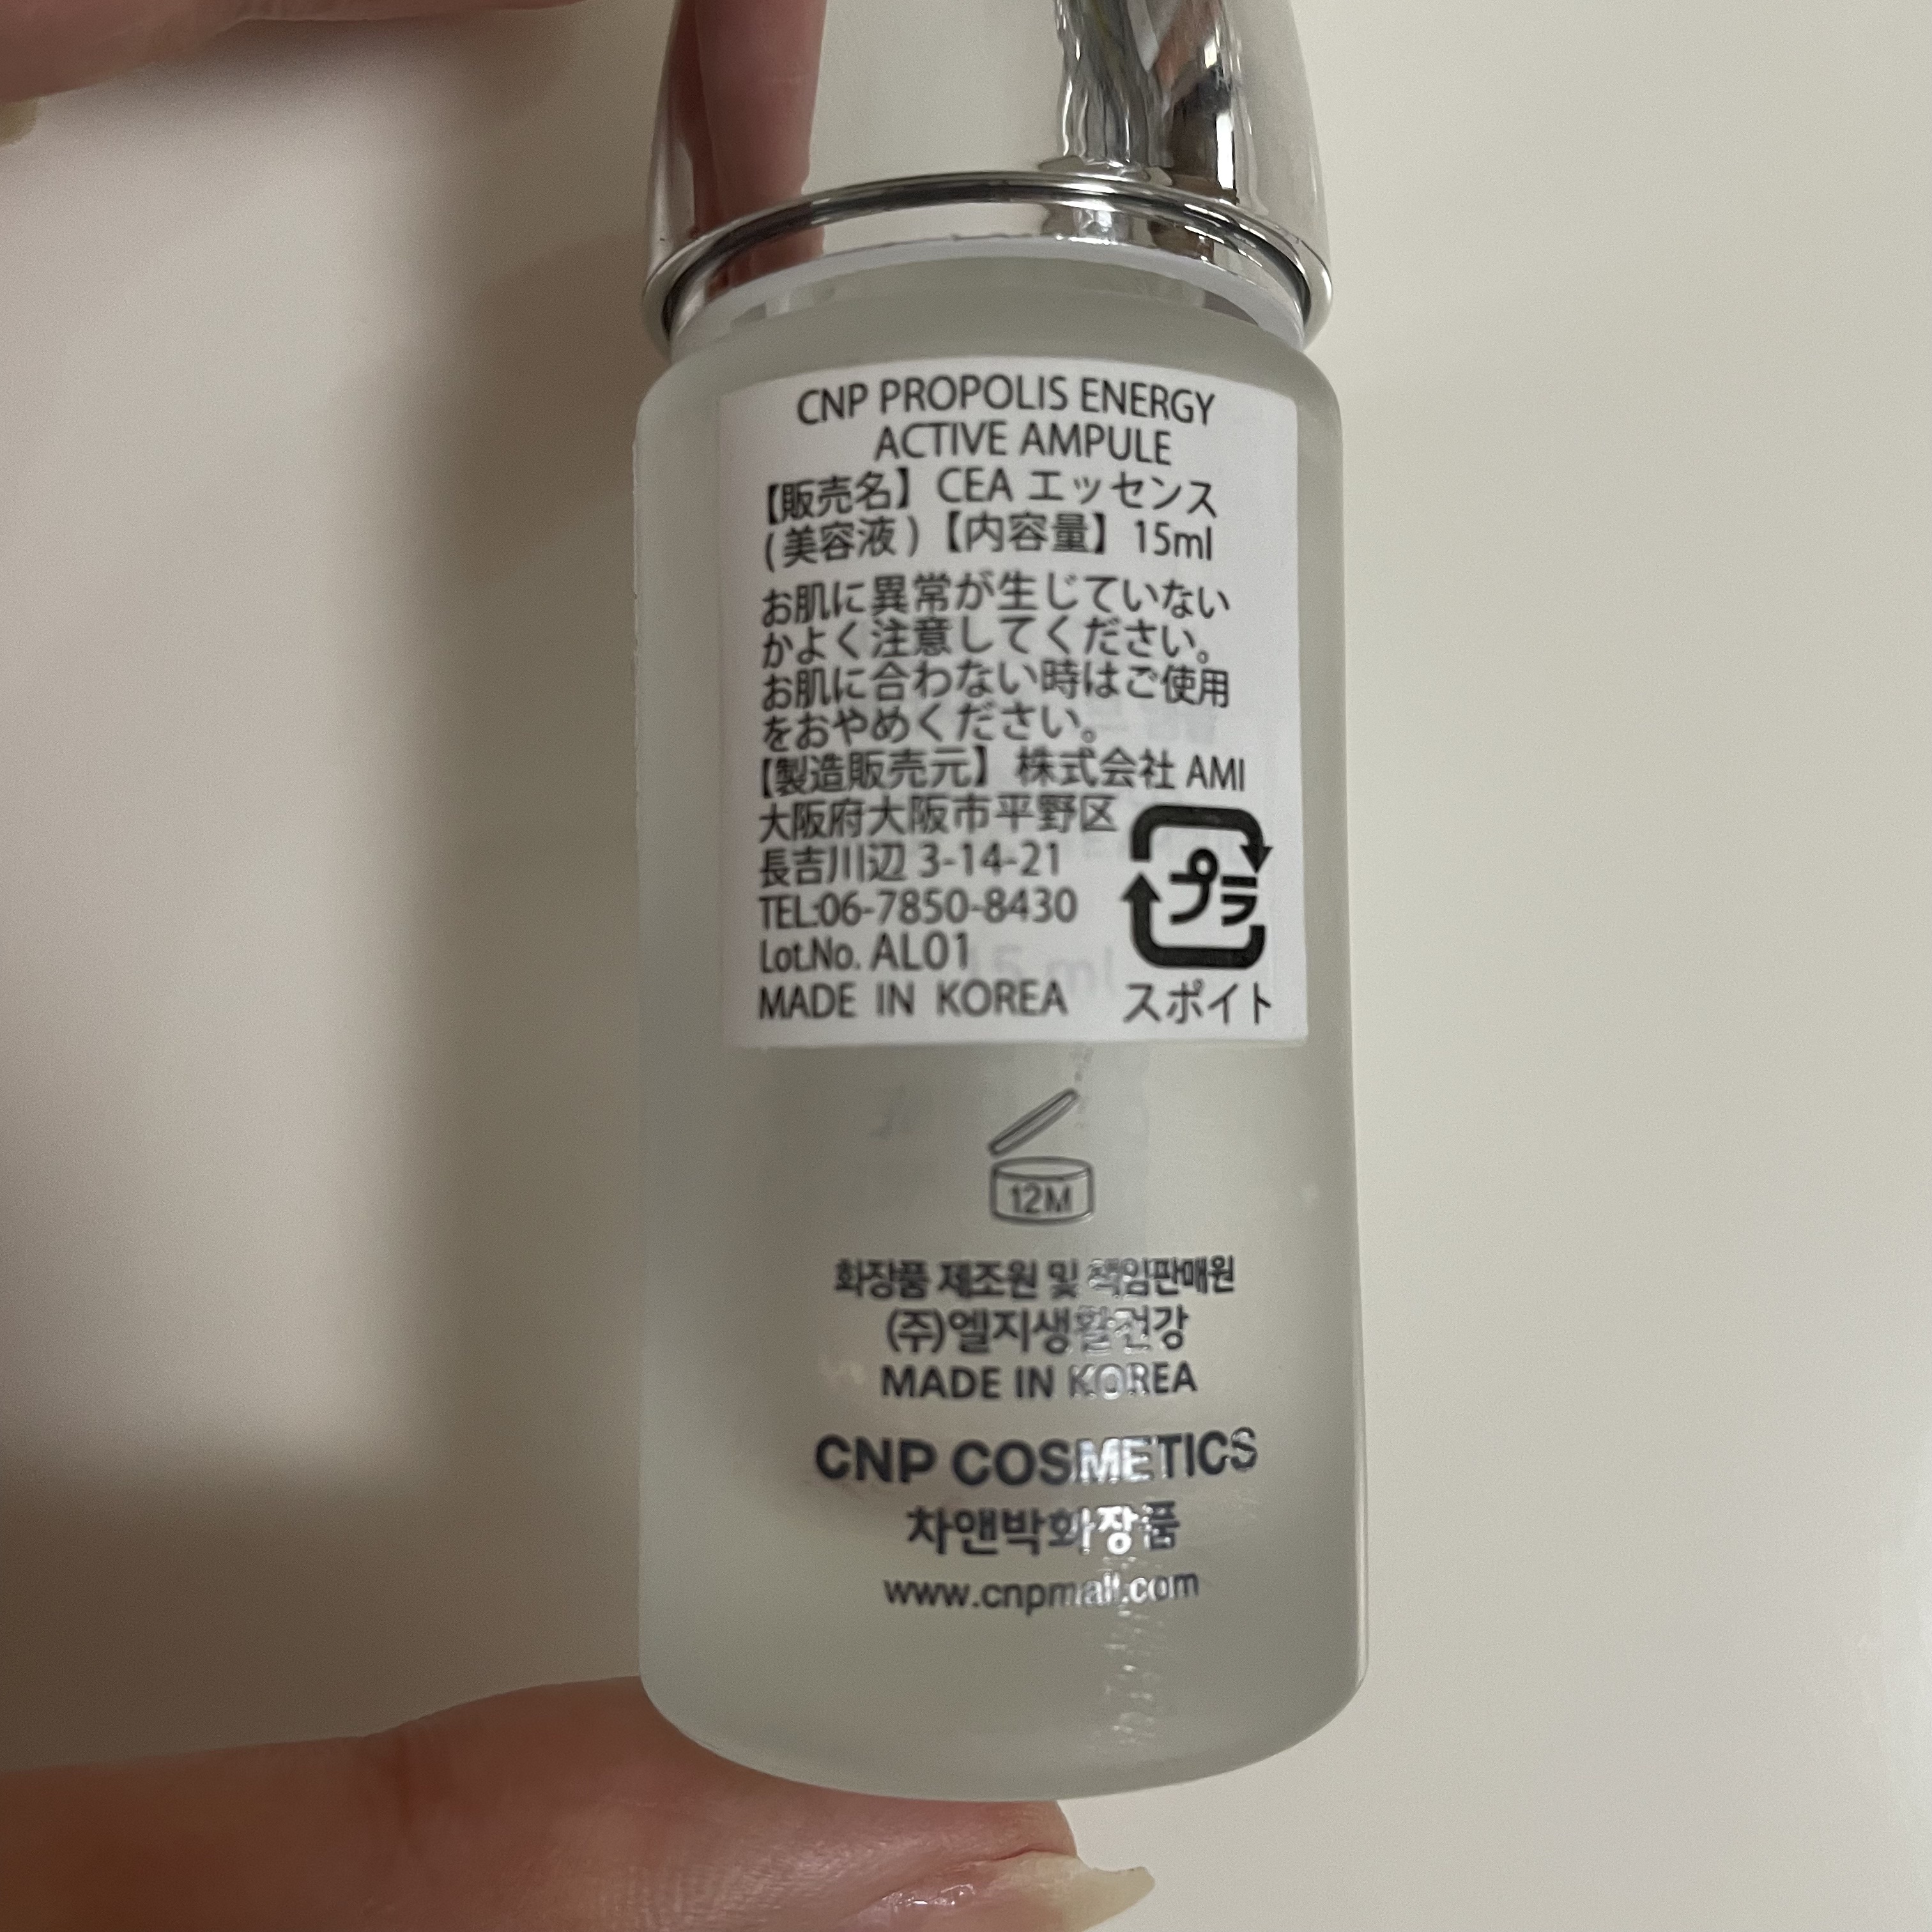 CNP PROPOLIS ENERGY
ACTIVE AMPULE
【販売名】CEA エッセンス
(美容液)【内容量】15ml
お肌に異常が生じていない
かよく注意してください。
お肌に合わない時はご使用
をおやめください。
【製造販売元】株式会社 AMI
大阪府大阪市平野区
長吉川辺 3-14-21
TEL:06-7850-8430
Lot.No. AL01
MADE IN KOREA
プラ
スポイト
12M
화장품 제조원 및 책임판매원
(주)엘지생활건강
MADE IN KOREA
CNP COSMETICS
차앤박화장품
www.cnpmall.com